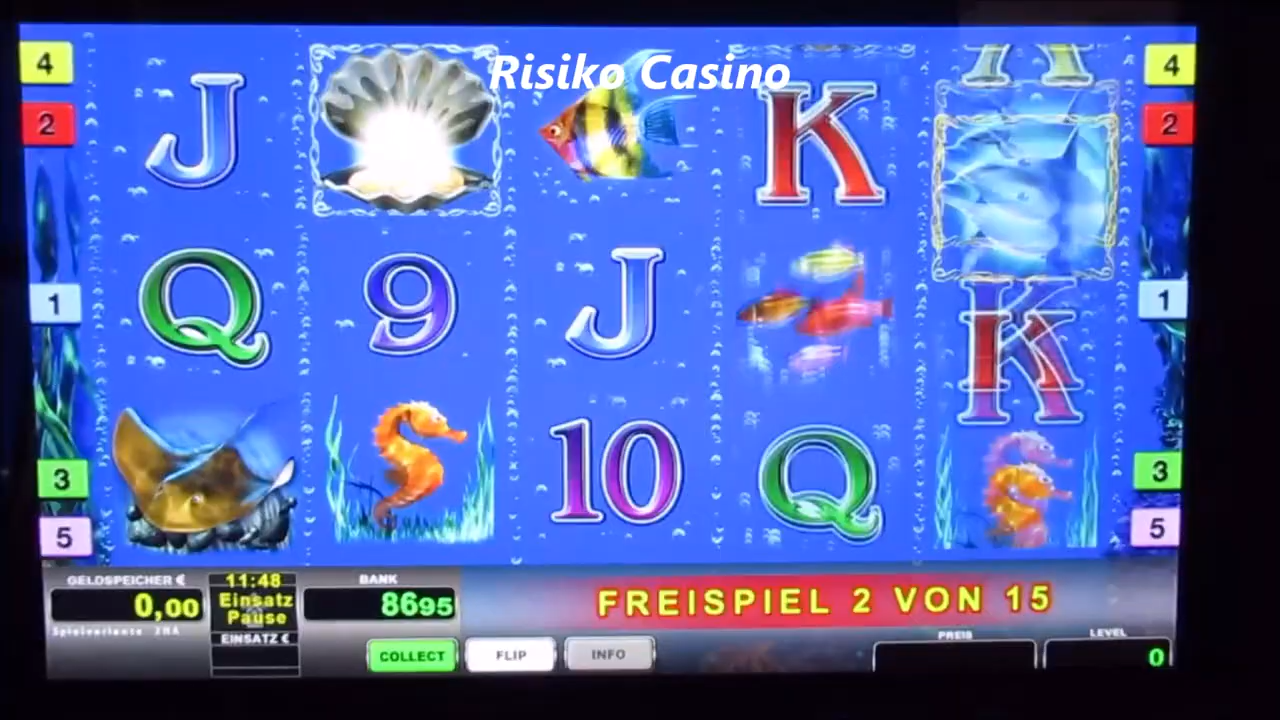 Risiko Casino
4
4
J
K
2
2
Q
9
J
1
1
K
10
Q
3
3
5
5
GELDSPEICHER €
11:48
BANK
0,00
Einsatz
Pause
8695
FREISPIEL 2 VON 15
EINSATZ €
PREIS
LEVEL
COLLECT
FLIP
INFO
0